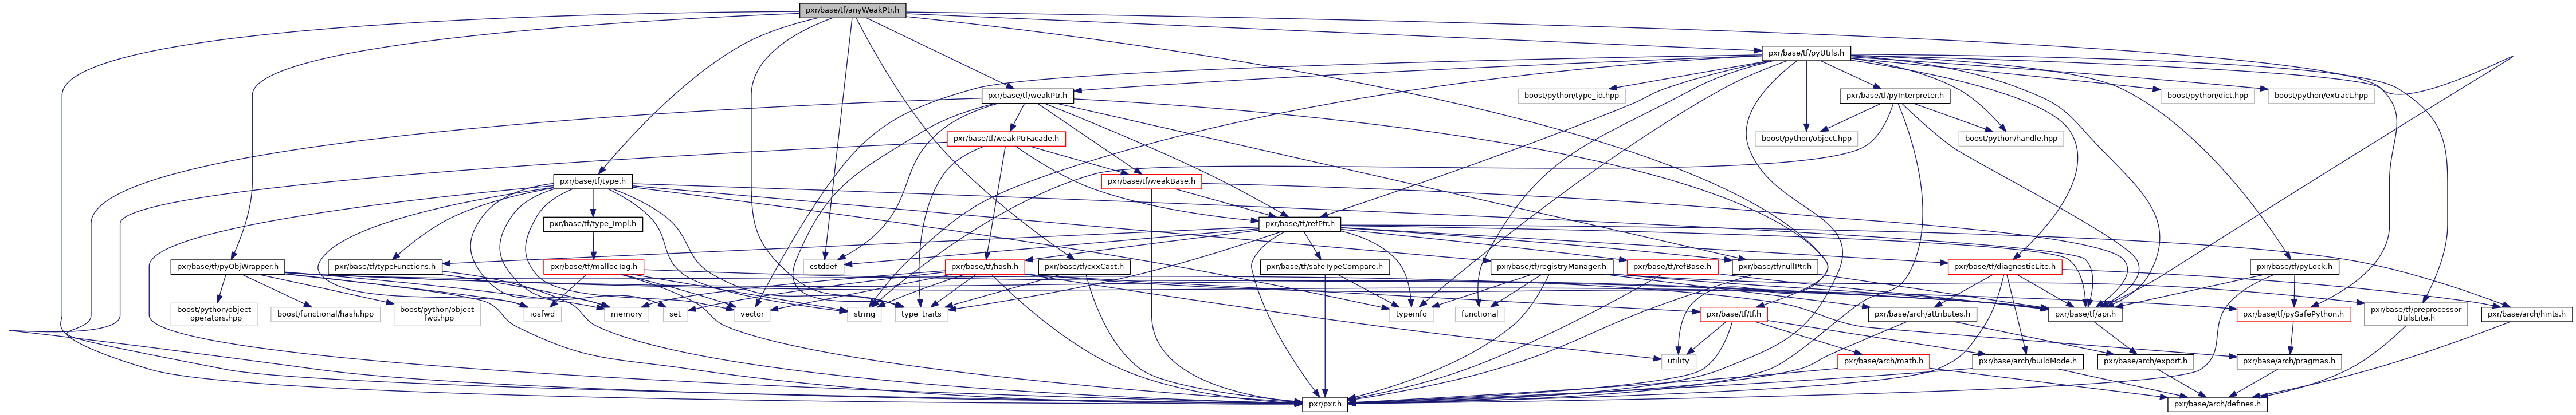 pxr/base/tf/anyWeakPtr.h
pxr/base/tf/pyUtils.h
pxr/base/tf/weakPtr.h
boost/python/type_id.hpp
pxr/base/tf/pyInterpreter.h
boost/python/dict.hpp
boost/python/extract.hpp
pxr/base/tf/weakPtrFacade.h
boost/python/object.hpp
boost/python/handle.hpp
pxr/base/tf/type.h
pxr/base/tf/weakBase.h
pxr/base/tf/type_Impl.h
pxr/base/tf/refPtr.h
pxr/base/tf/pyObjWrapper.h
pxr/base/tf/typeFunctions.h
pxr/base/tf/mallocTag.h
cstddef
pxr/base/tf/hash.h
pxr/base/tf/cxxCast.h
pxr/base/tf/safeTypeCompare.h
pxr/base/tf/registryManager.h
pxr/base/tf/refBase.h
pxr/base/tf/nullPtr.h
pxr/base/tf/diagnosticLite.h
pxr/base/tf/pyLock.h
boost/python/object
_operators.hpp
boost/functional/hash.hpp
boost/python/object
_fwd.hpp
iosfwd
memory
set
vector
string
type_traits
typeinfo
functional
pxr/base/tf/tf.h
pxr/base/arch/attributes.h
pxr/base/tf/api.h
pxr/base/tf/pySafePython.h
pxr/base/tf/preprocessor
UtilsLite.h
pxr/base/arch/hints.h
utility
pxr/base/arch/math.h
pxr/base/arch/buildMode.h
pxr/base/arch/export.h
pxr/base/arch/pragmas.h
pxr/pxr.h
pxr/base/arch/defines.h